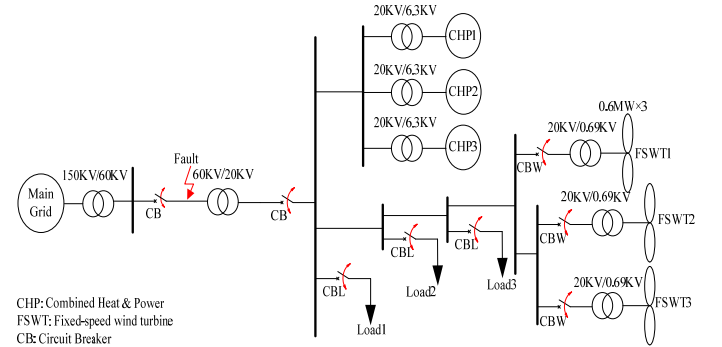 20KV/6.3KV
CHP1
20KV/6.3KV
CHP2
20KV/6.3KV
CHP3
0.6MW×3
20KV/0.69KV
FSWT1
CBW
150KV/60KV
Fault
60KV/20KV
Main
Grid
CB
CB
20KV/0.69KV
FSWT2
CBW
CBL
CBL
Load2
Load3
20KV/0.69KV
FSWT3
CBW
CBL
Load1
CHP: Combined Heat & Power
FSWT: Fixed-speed wind turbine
CB: Circuit Breaker